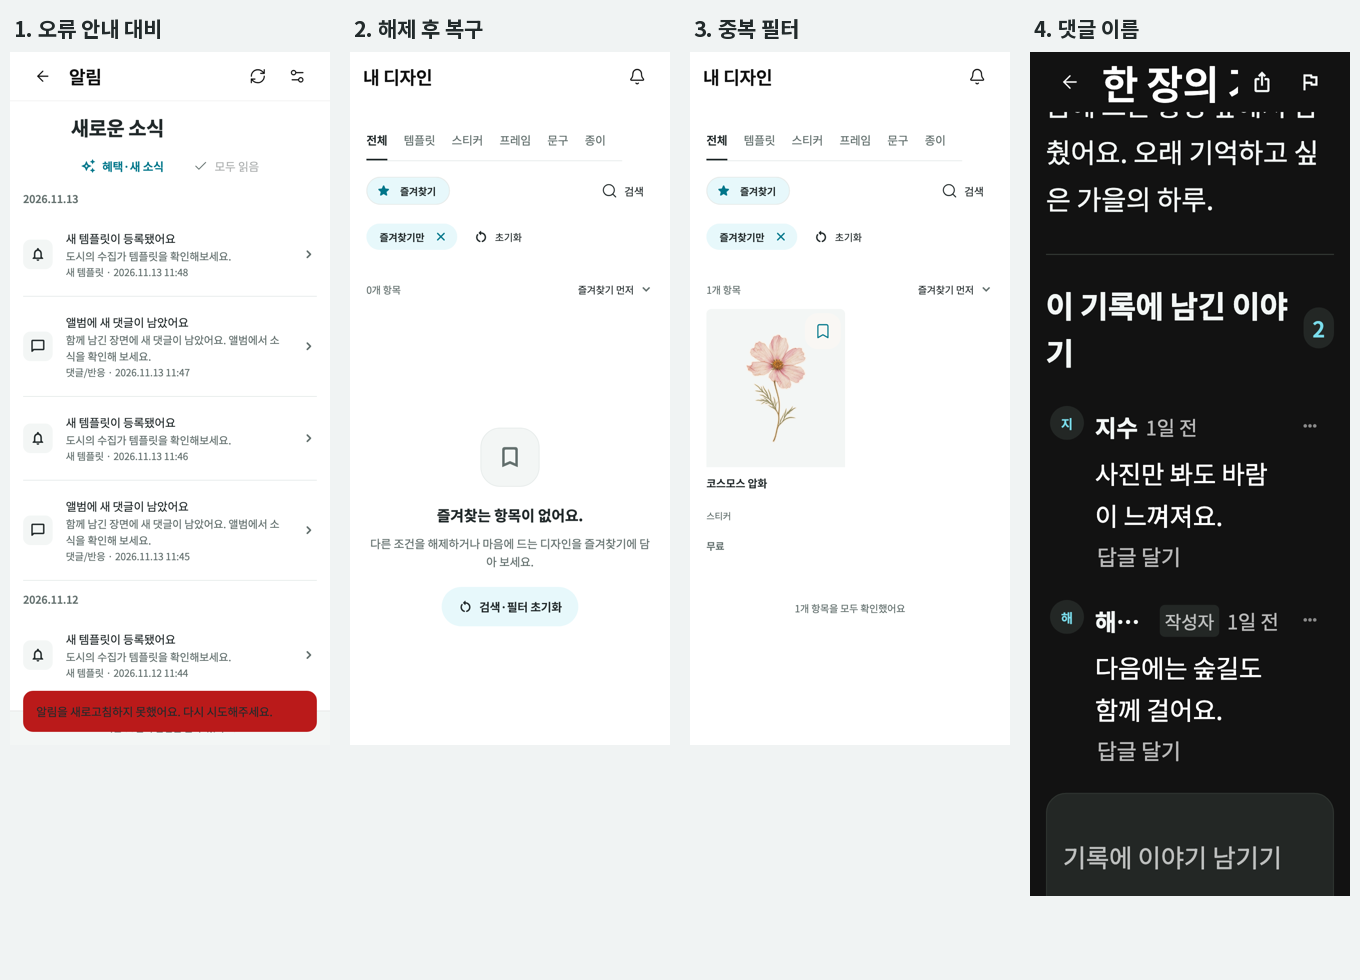 1. 오류 안내 대비
알림
새로운 소식
혜택·새 소식
모두 읽음
2026.11.13
새 템플릿이 등록됐어요
도시의 수집가 템플릿을 확인해보세요.
새 템플릿 · 2026.11.13 11:48
앨범에 새 댓글이 남았어요
함께 남긴 장면에 새 댓글이 남았어요. 앨범에서 소
식을 확인해 보세요.
댓글/반응 · 2026.11.13 11:47
새 템플릿이 등록됐어요
도시의 수집가 템플릿을 확인해보세요.
새 템플릿 · 2026.11.13 11:46
앨범에 새 댓글이 남았어요
함께 남긴 장면에 새 댓글이 남았어요. 앨범에서 소
식을 확인해 보세요.
댓글/반응 · 2026.11.13 11:45
2026.11.12
새 템플릿이 등록됐어요
도시의 수집가 템플릿을 확인해보세요.
새 템플릿 · 2026.11.12 11:44
알림을 새로고침하지 못했어요. 다시 시도해주세요.
2. 해제 후 복구
내 디자인
전체 템플릿 스티커 프레임 문구 종이
즐겨찾기
검색
즐겨찾기만
초기화
0개 항목
즐겨찾기 먼저
즐겨찾는 항목이 없어요.
다른 조건을 해제하거나 마음에 드는 디자인을 즐겨찾기에 담
아 보세요.
검색·필터 초기화
3. 중복 필터
내 디자인
전체 템플릿 스티커 프레임 문구 종이
즐겨찾기
검색
즐겨찾기만
초기화
1개 항목
즐겨찾기 먼저
코스모스 압화
스티커
무료
1개 항목을 모두 확인했어요
4. 댓글 이름
한 장의
췄어요. 오래 기억하고 싶
은 가을의 하루.
이 기록에 남긴 이야
기
2
지
지수 1일 전
사진만 봐도 바람
이 느껴져요.
답글 달기
해
해… 작성자 1일 전
다음에는 숲길도
함께 걸어요.
답글 달기
기록에 이야기 남기기